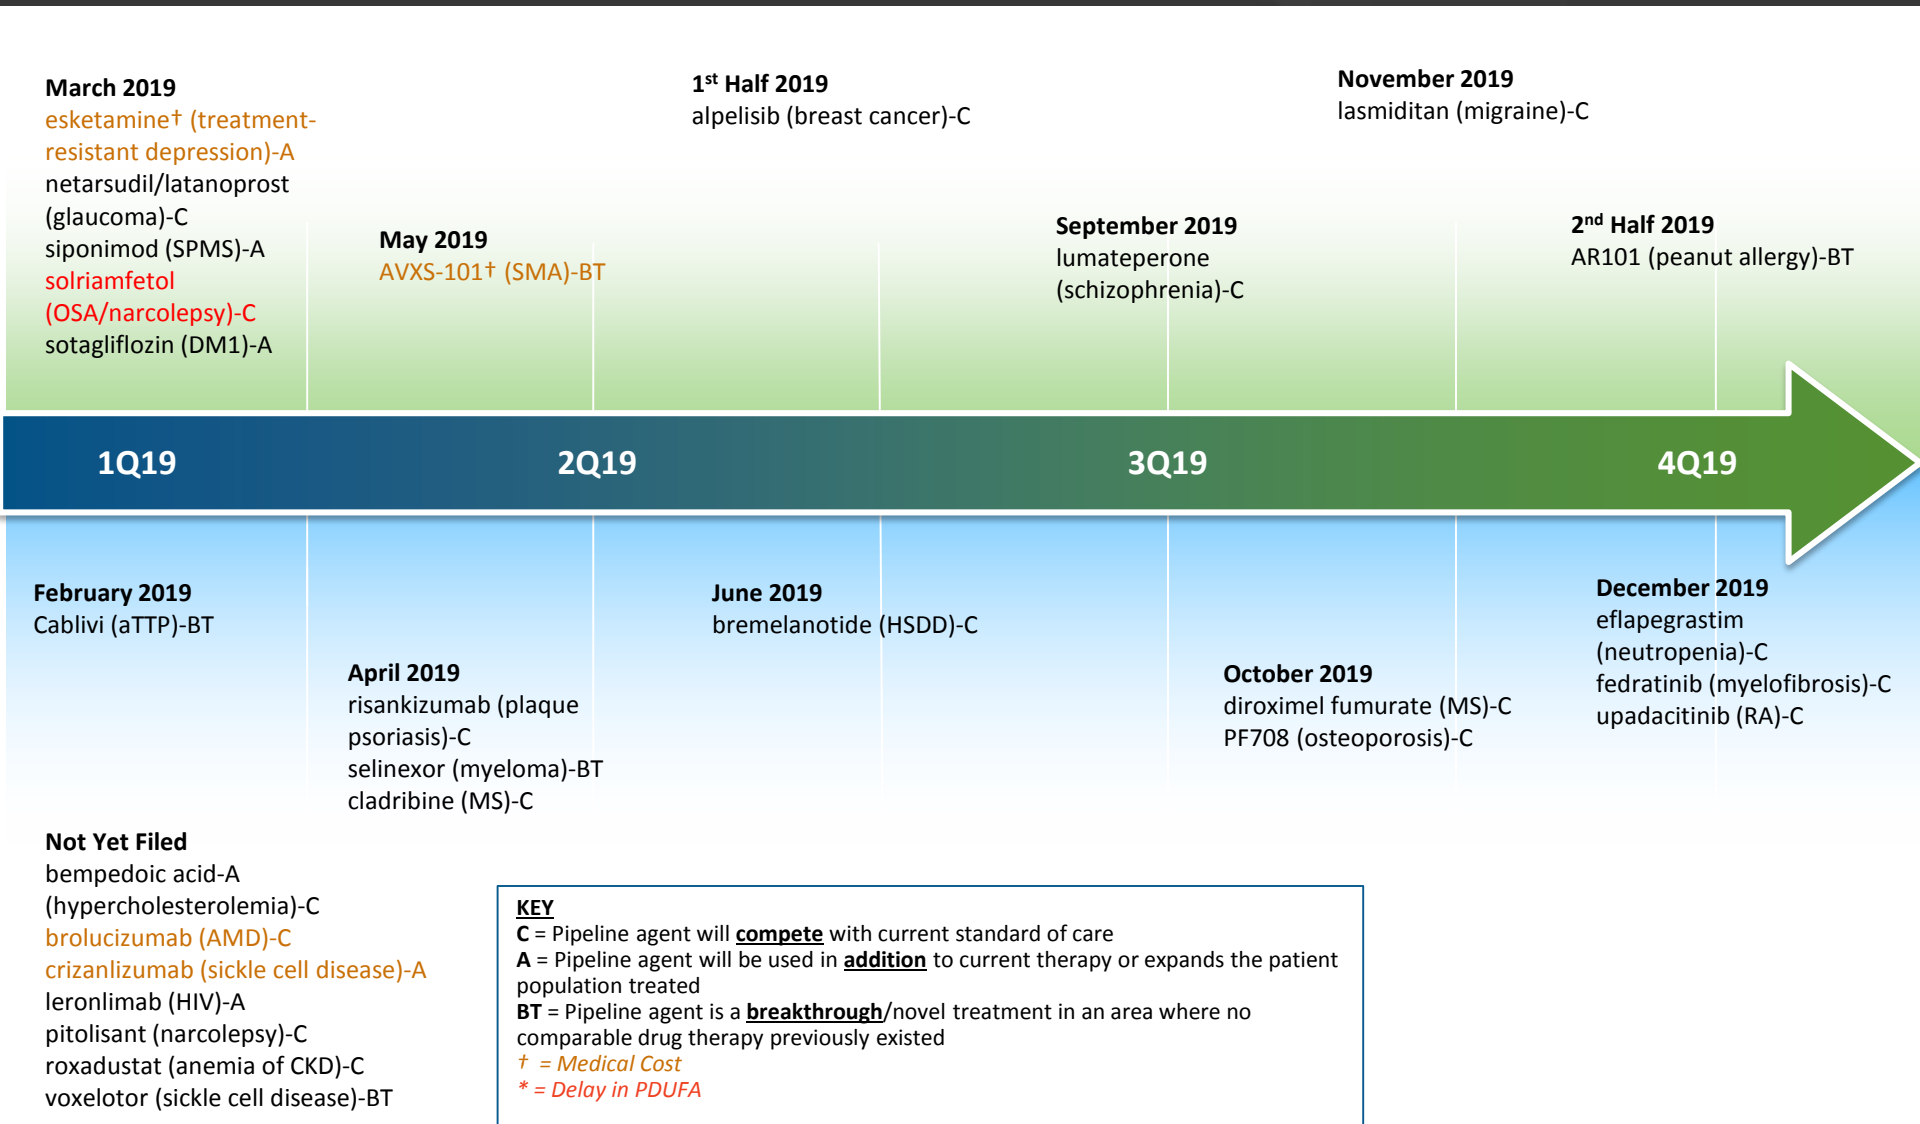 March 2019
esketamine† (treatment-
resistant depression)-A
netarsudil/latanoprost
(glaucoma)-C
siponimod (SPMS)-A
solriamfetol
(OSA/narcolepsy)-C
sotagliflozin (DM1)-A
May 2019
AVXS-101† (SMA)-BT
1st Half 2019
alpelisib (breast cancer)-C
September 2019
lumateperone
(schizophrenia)-C
November 2019
lasmiditan (migraine)-C
2nd Half 2019
AR101 (peanut allergy)-BT
1Q19
2Q19
3Q19
4Q19
February 2019
Cablivi (aTTP)-BT
April 2019
risankizumab (plaque
psoriasis)-C
selinexor (myeloma)-BT
cladribine (MS)-C
June 2019
bremelanotide (HSDD)-C
October 2019
diroximel fumurate (MS)-C
PF708 (osteoporosis)-C
December 2019
eflapegrastim
(neutropenia)-C
fedratinib (myelofibrosis)-C
upadacitinib (RA)-C
Not Yet Filed
bempedoic acid-A
(hypercholesterolemia)-C
brolucizumab (AMD)-C
crizanlizumab (sickle cell disease)-A
leronlimab (HIV)-A
pitolisant (narcolepsy)-C
roxadustat (anemia of CKD)-C
voxelotor (sickle cell disease)-BT
KEY
C = Pipeline agent will compete with current standard of care
A = Pipeline agent will be used in addition to current therapy or expands the patient
population treated
BT = Pipeline agent is a breakthrough/novel treatment in an area where no
comparable drug therapy previously existed
† = Medical Cost
* = Delay in PDUFA